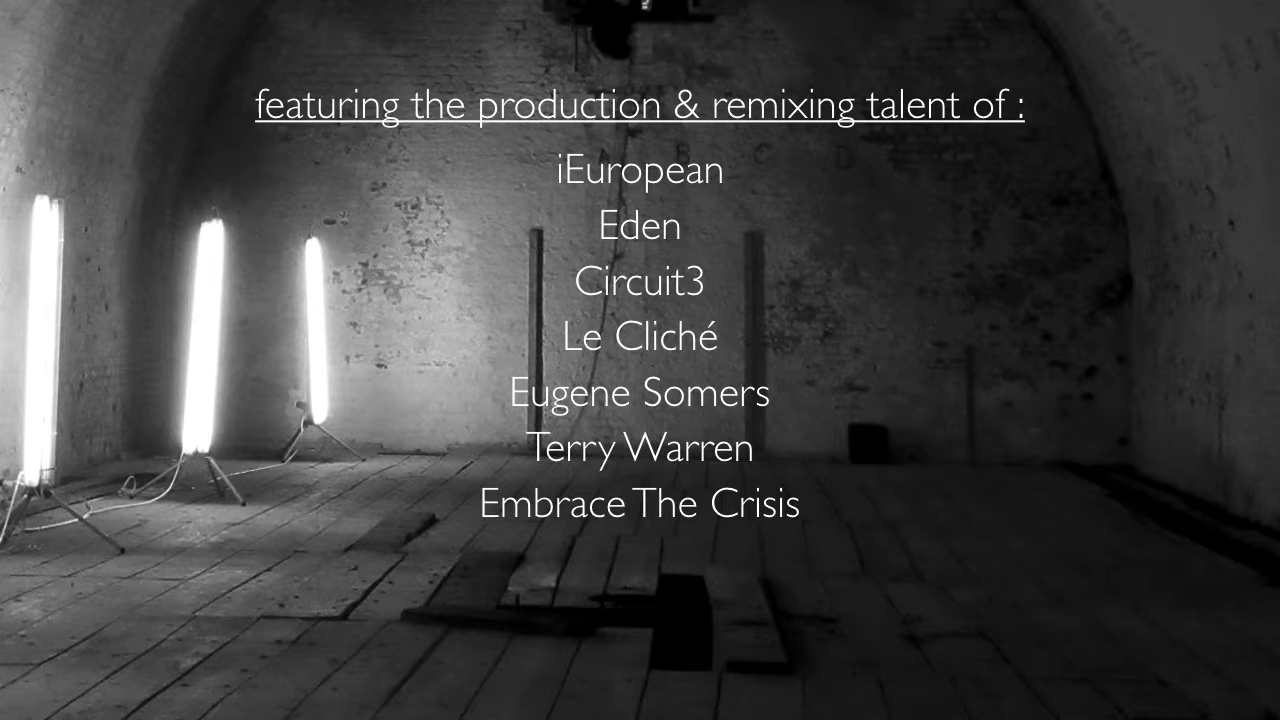 featuring the production & remixing talent of :
iEuropean
Eden
Circuit3
Le Cliché
Eugene Somers
Terry Warren
Embrace The Crisis